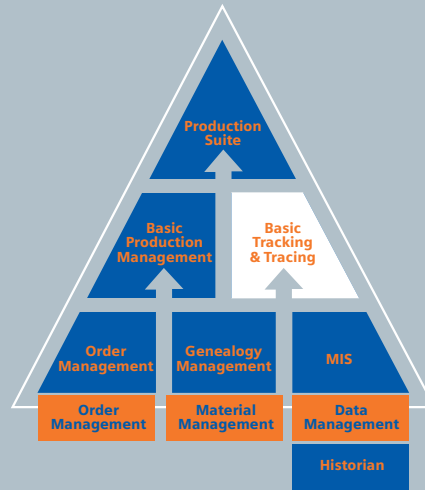 Production
Suite
Basic
Production
Management
Basic
Tracking
& Tracing
Order
Management
Genealogy
Management
MIS
Order
Management
Material
Management
Data
Management
Historian